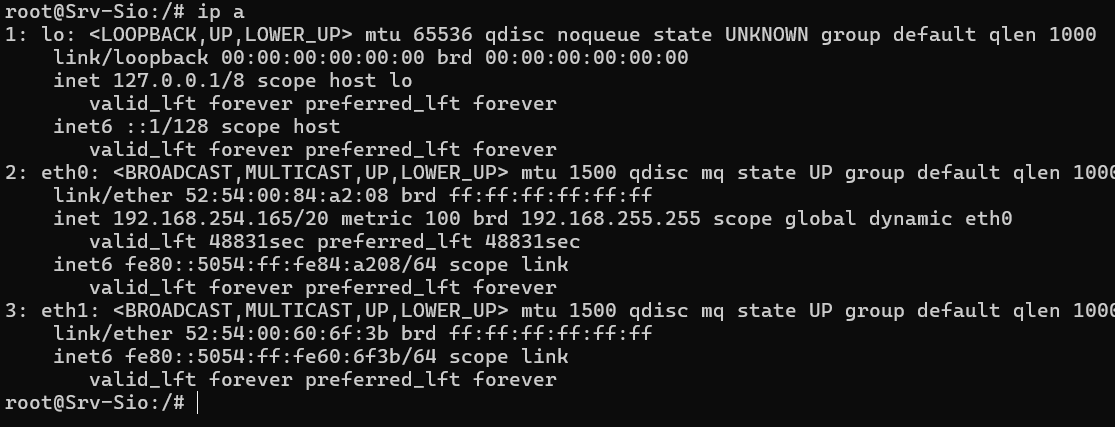 root@Srv-Sio:/# ip a
1: lo: <LOOPBACK,UP,LOWER_UP> mtu 65536 qdisc noqueue state UNKNOWN group default qlen 1000
    link/loopback 00:00:00:00:00:00 brd 00:00:00:00:00:00
    inet 127.0.0.1/8 scope host lo
       valid_lft forever preferred_lft forever
    inet6 ::1/128 scope host
       valid_lft forever preferred_lft forever
2: eth0: <BROADCAST,MULTICAST,UP,LOWER_UP> mtu 1500 qdisc mq state UP group default qlen 1000
    link/ether 52:54:00:84:a2:08 brd ff:ff:ff:ff:ff:ff
    inet 192.168.254.165/20 metric 100 brd 192.168.255.255 scope global dynamic eth0
       valid_lft 48831sec preferred_lft 48831sec
    inet6 fe80::5054:ff:fe84:a208/64 scope link
       valid_lft forever preferred_lft forever
3: eth1: <BROADCAST,MULTICAST,UP,LOWER_UP> mtu 1500 qdisc mq state UP group default qlen 1000
    link/ether 52:54:00:60:6f:3b brd ff:ff:ff:ff:ff:ff
    inet6 fe80::5054:ff:fe60:6f3b/64 scope link
       valid_lft forever preferred_lft forever
root@Srv-Sio:/#